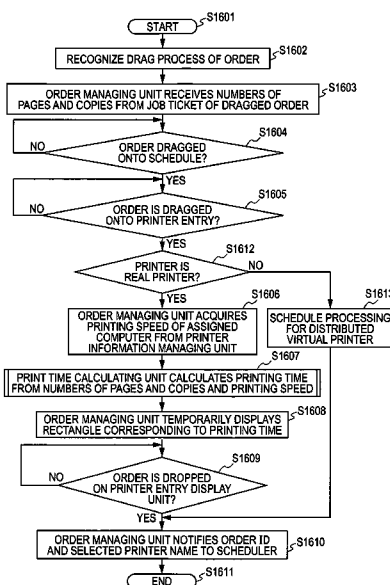 START
S1601
S1602
RECOGNIZE DRAG PROCESS OF ORDER
S1603
ORDER MANAGING UNIT RECEIVES NUMBERS OF
PAGES AND COPIES FROM JOB TICKET OF DRAGGED ORDER
S1604
ORDER DRAGGED
ONTO SCHEDULE?
NO
YES
S1605
ORDER IS DRAGGED
ONTO PRINTER ENTRY?
NO
YES
S1612
PRINTER IS
REAL PRINTER?
NO
YES
S1606
ORDER MANAGING UNIT ACQUIRES
PRINTING SPEED OF ASSIGNED
COMPUTER FROM PRINTER
INFORMATION MANAGING UNIT
S1613
SCHEDULE PROCESSING
FOR DISTRIBUTED
VIRTUAL PRINTER
S1607
PRINT TIME CALCULATING UNIT CALCULATES PRINTING TIME
FROM NUMBERS OF PAGES AND COPIES AND PRINTING SPEED
S1608
ORDER MANAGING UNIT TEMPORARILY DISPLAYS
RECTANGLE CORRESPONDING TO PRINTING TIME
S1609
ORDER IS DROPPED
ON PRINTER ENTRY DISPLAY
UNIT?
NO
YES
S1610
ORDER MANAGING UNIT NOTIFIES ORDER ID
AND SELECTED PRINTER NAME TO SCHEDULER
S1611
END